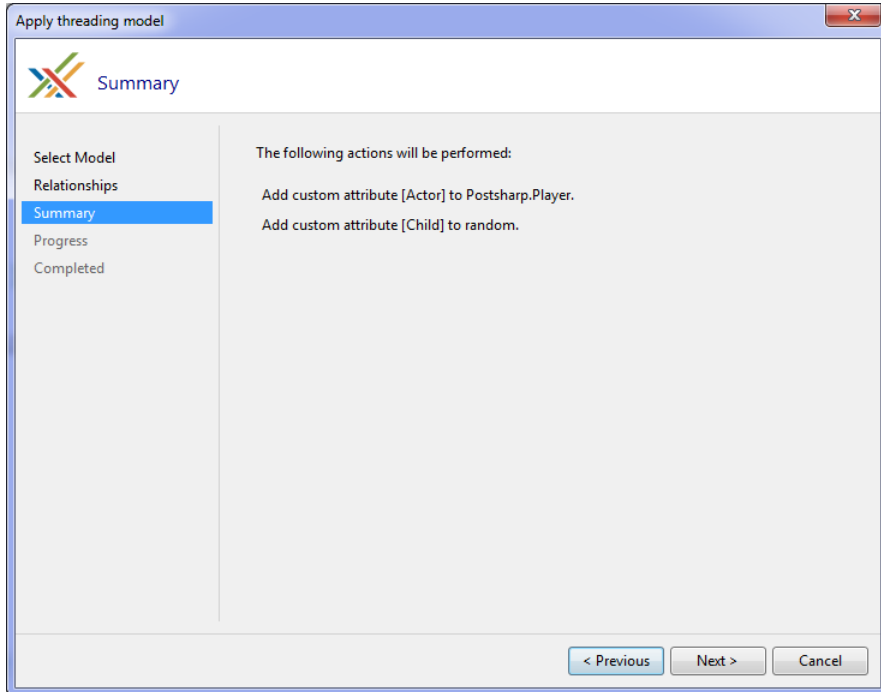 Apply threading model
Summary
Select Model
Relationships
Summary
Progress
Completed
The following actions will be performed:
Add custom attribute [Actor] to Postsharp.Player.
Add custom attribute [Child] to random.
< Previous
Next >
Cancel